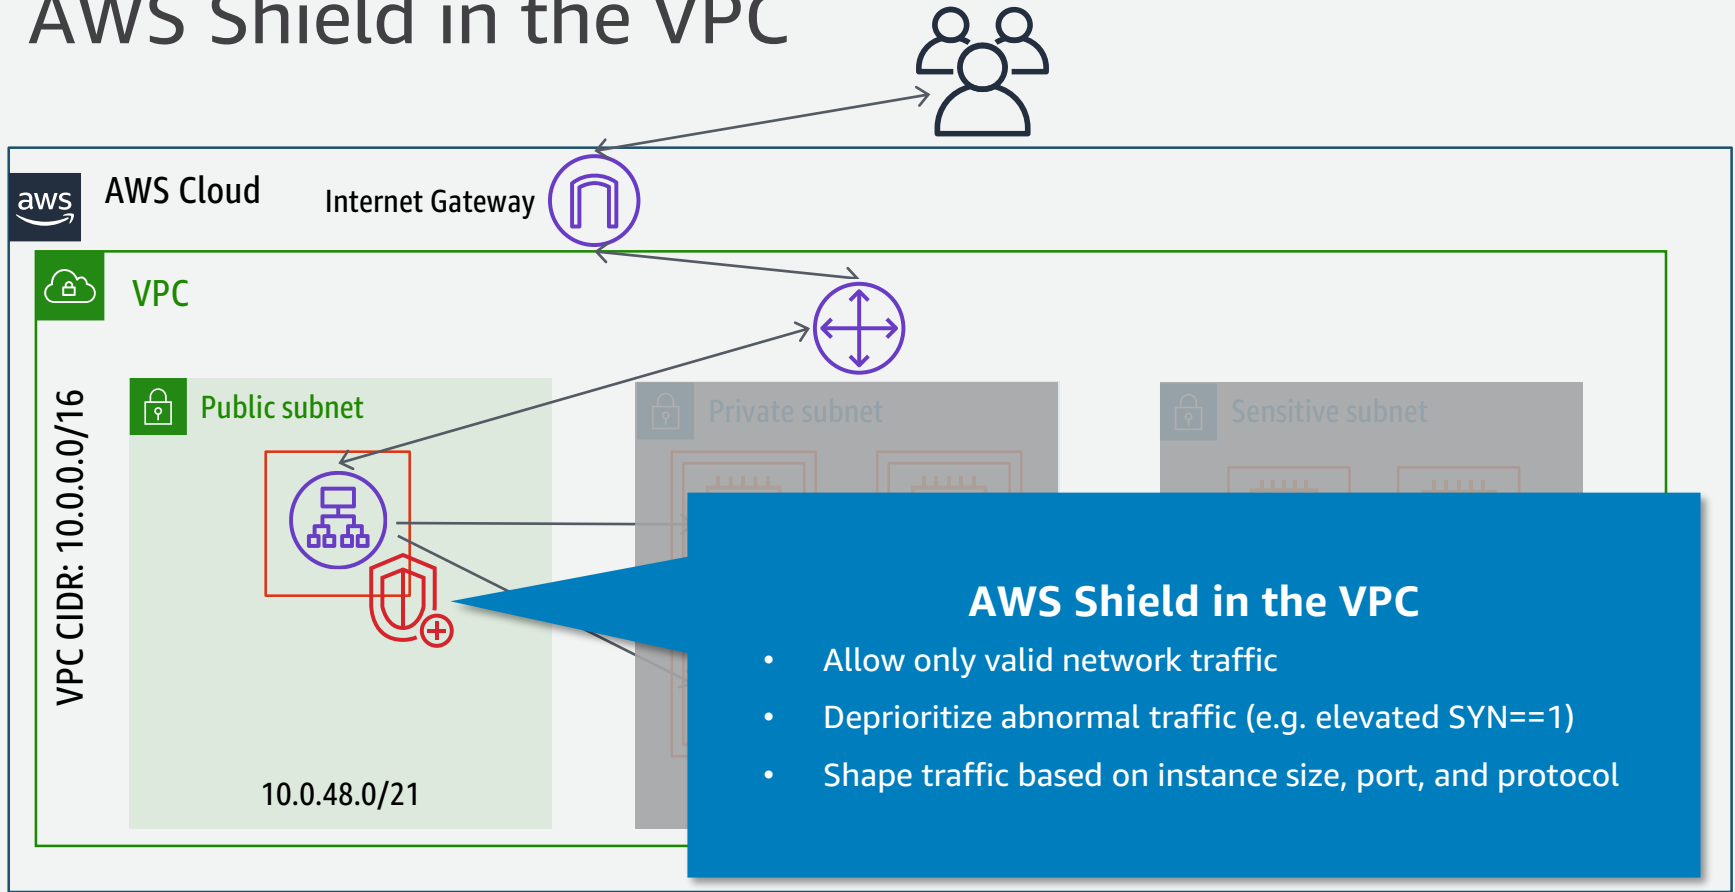 AWS Shield in the VPC
aws
AWS Cloud
Internet Gateway
VPC
VPC CIDR: 10.0.0.0/16
Public subnet
Private subnet
Sensitive subnet
10.0.48.0/21
AWS Shield in the VPC
• Allow only valid network traffic
• Deprioritize abnormal traffic (e.g. elevated SYN==1)
• Shape traffic based on instance size, port, and protocol